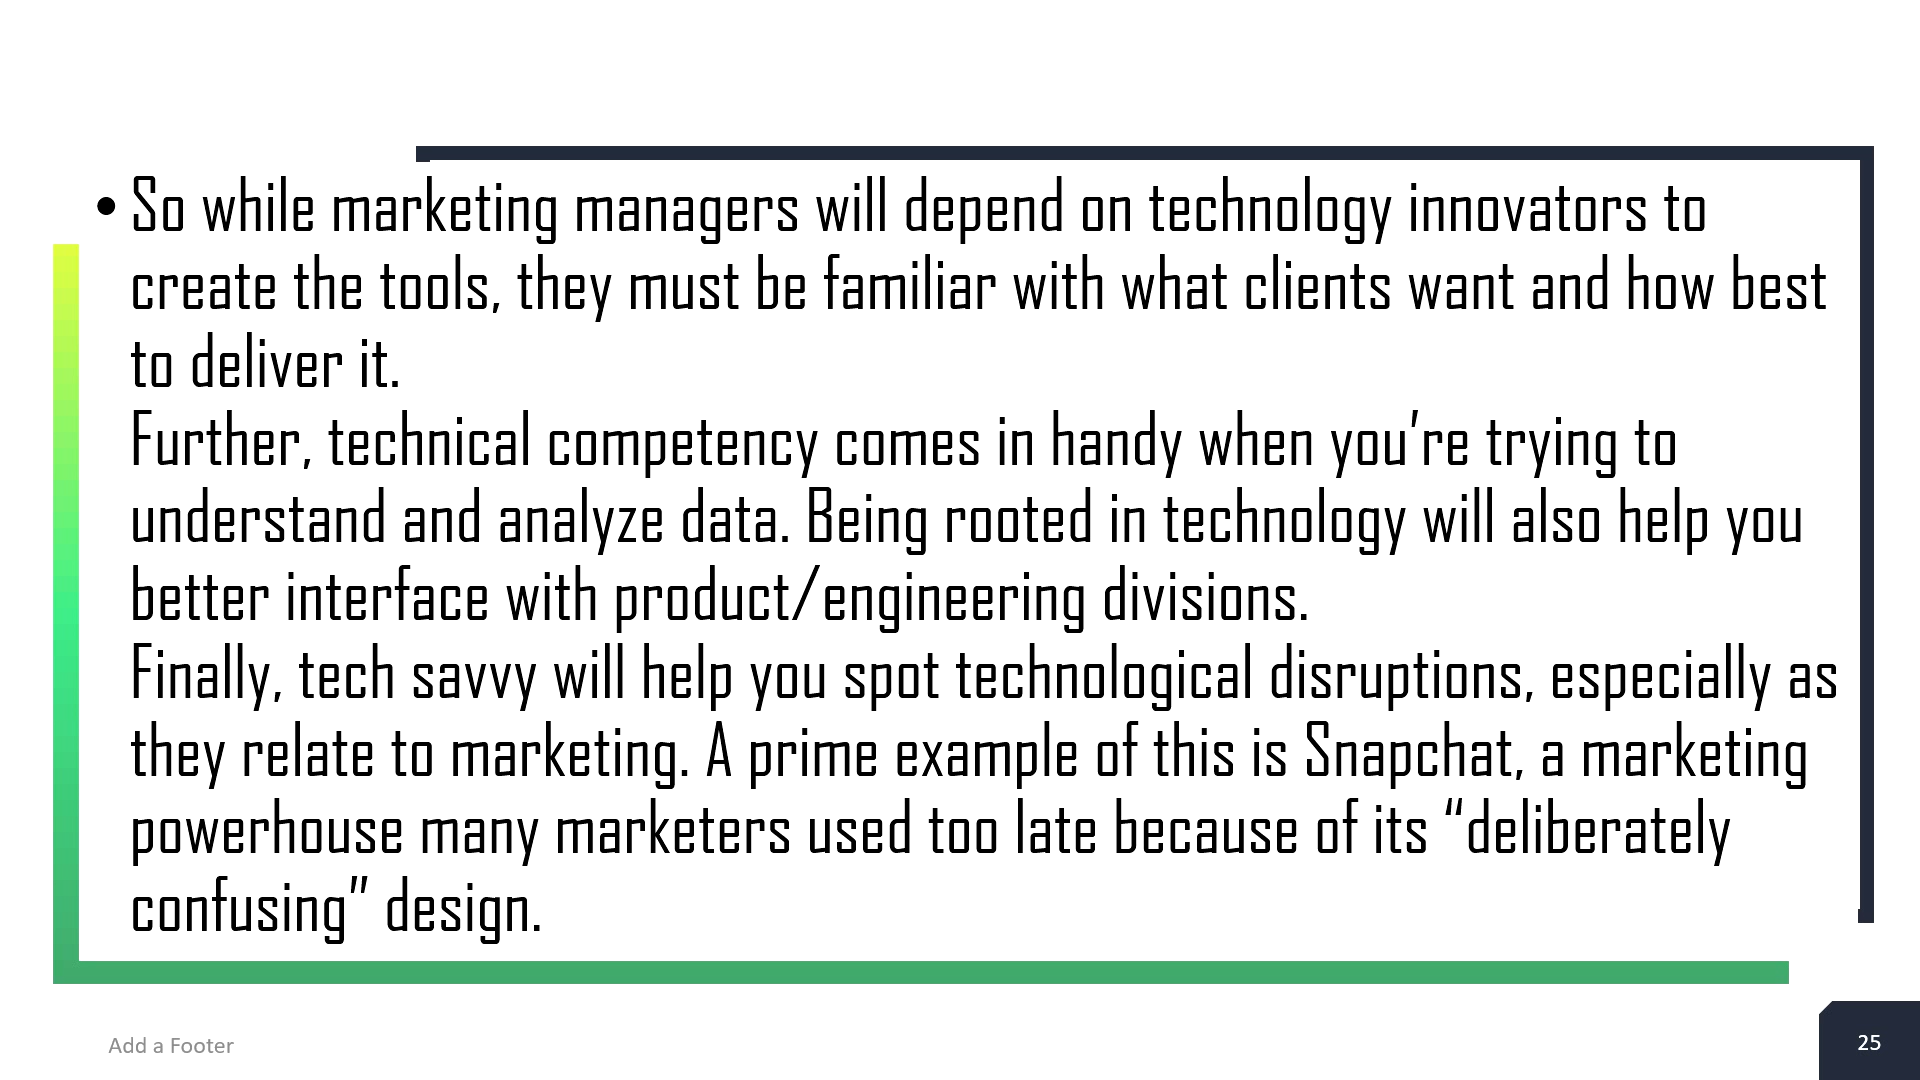 • So while marketing managers will depend on technology innovators to
create the tools, they must be familiar with what clients want and how best
to deliver it.
Further, technical competency comes in handy when you’re trying to
understand and analyze data. Being rooted in technology will also help you
better interface with product/engineering divisions.
Finally, tech savvy will help you spot technological disruptions, especially as
they relate to marketing. A prime example of this is Snapchat, a marketing
powerhouse many marketers used too late because of its “deliberately
confusing” design.
Add a Footer
25